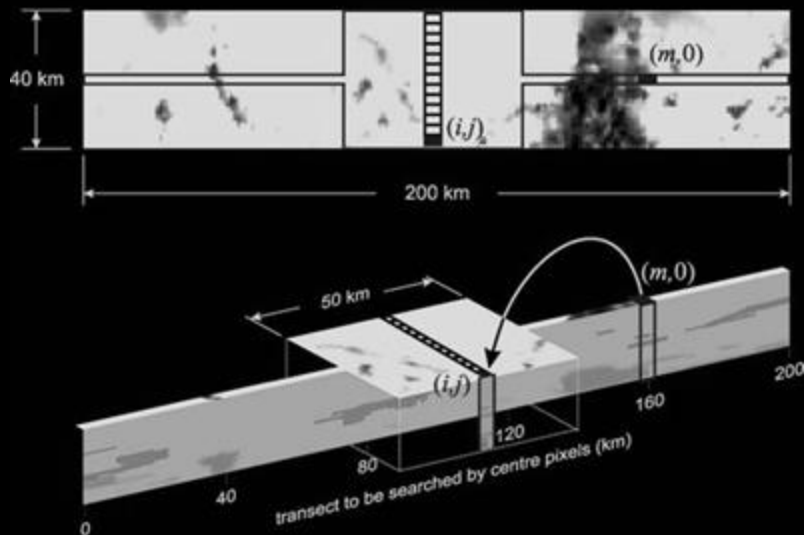 (m,0)
40 km
(i,j)
200 km
50 km
(m,0)
(i,j)
200
160
120
80
40
0
transect to be searched by centre pixels (km)